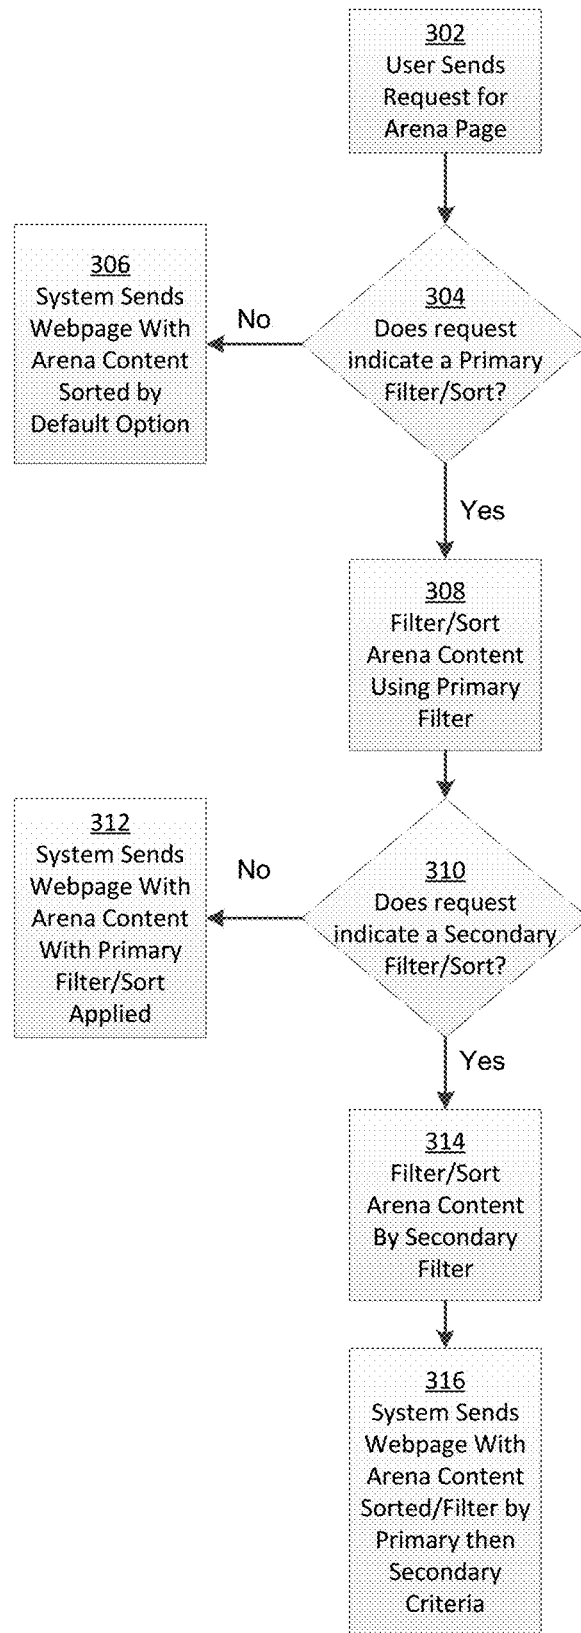 302
User Sends
Request for
Arena Page
304
Does request
indicate a Primary
Filter/Sort?
No
306
System Sends
Webpage With
Arena Content
Sorted by
Default Option
Yes
308
Filter/Sort
Arena Content
Using Primary
Filter
310
Does request
indicate a Secondary
Filter/Sort?
No
312
System Sends
Webpage With
Arena Content
With Primary
Filter/Sort
Applied
Yes
314
Filter/Sort
Arena Content
By Secondary
Filter
316
System Sends
Webpage With
Arena Content
Sorted/Filter by
Primary then
Secondary
Criteria